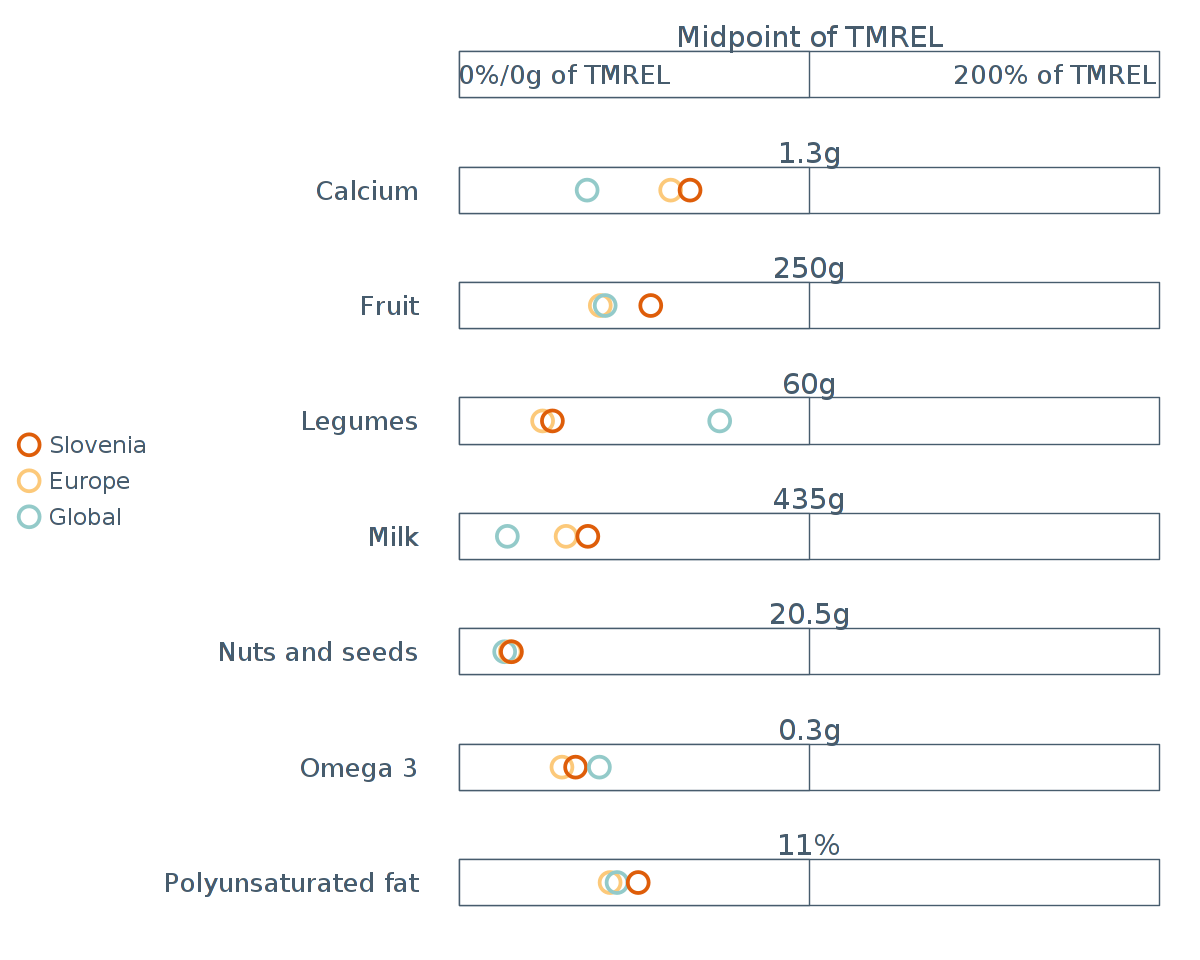 Midpoint of TMREL
0%/0g of TMREL
200% of TMREL
1.3g
Calcium
250g
Fruit
60g
Legumes
Slovenia
Europe
Global
435g
Milk
20.5g
Nuts and seeds
0.3g
Omega 3
11%
Polyunsaturated fat